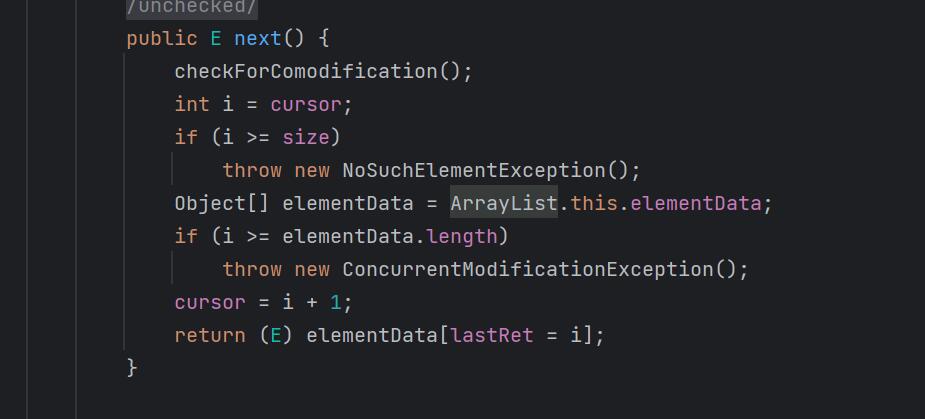 /unchecked/
public E next() {
checkForComodification();
int i = cursor;
if (i >= size)
throw new NoSuchElementException();
Object[] elementData = ArrayList.this.elementData;
if (i >= elementData.length)
throw new ConcurrentModificationException();
cursor = i + 1;
return (E) elementData[lastRet = i];
}